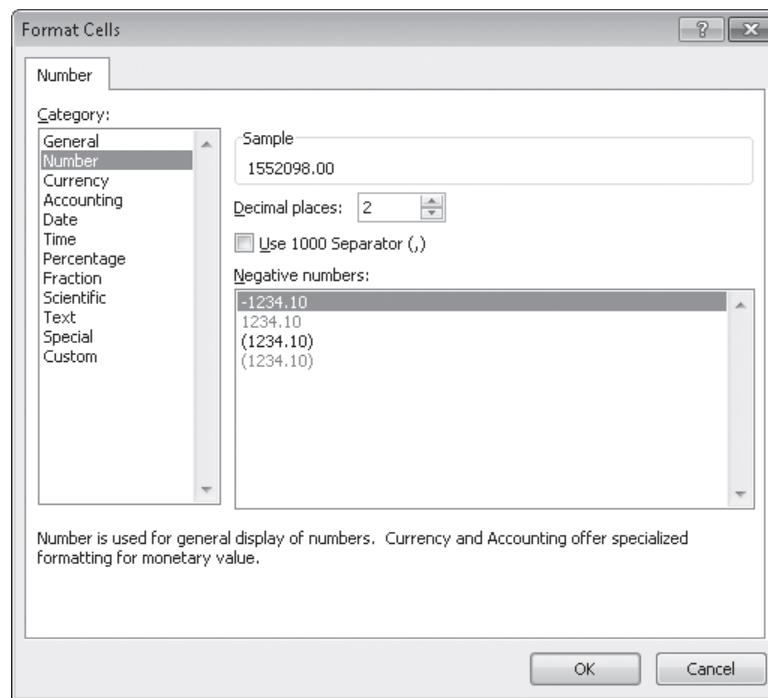 Format Cells
Number
Category:
General
Number
Currency
Accounting
Date
Time
Percentage
Fraction
Scientific
Text
Special
Custom
Sample
1552098.00
Decimal places: 2
Use 1000 Separator (,)
Negative numbers:
-1234.10
1234.10
(1234.10)
(1234.10)
Number is used for general display of numbers. Currency and Accounting offer specialized
formatting for monetary value.
OK
Cancel